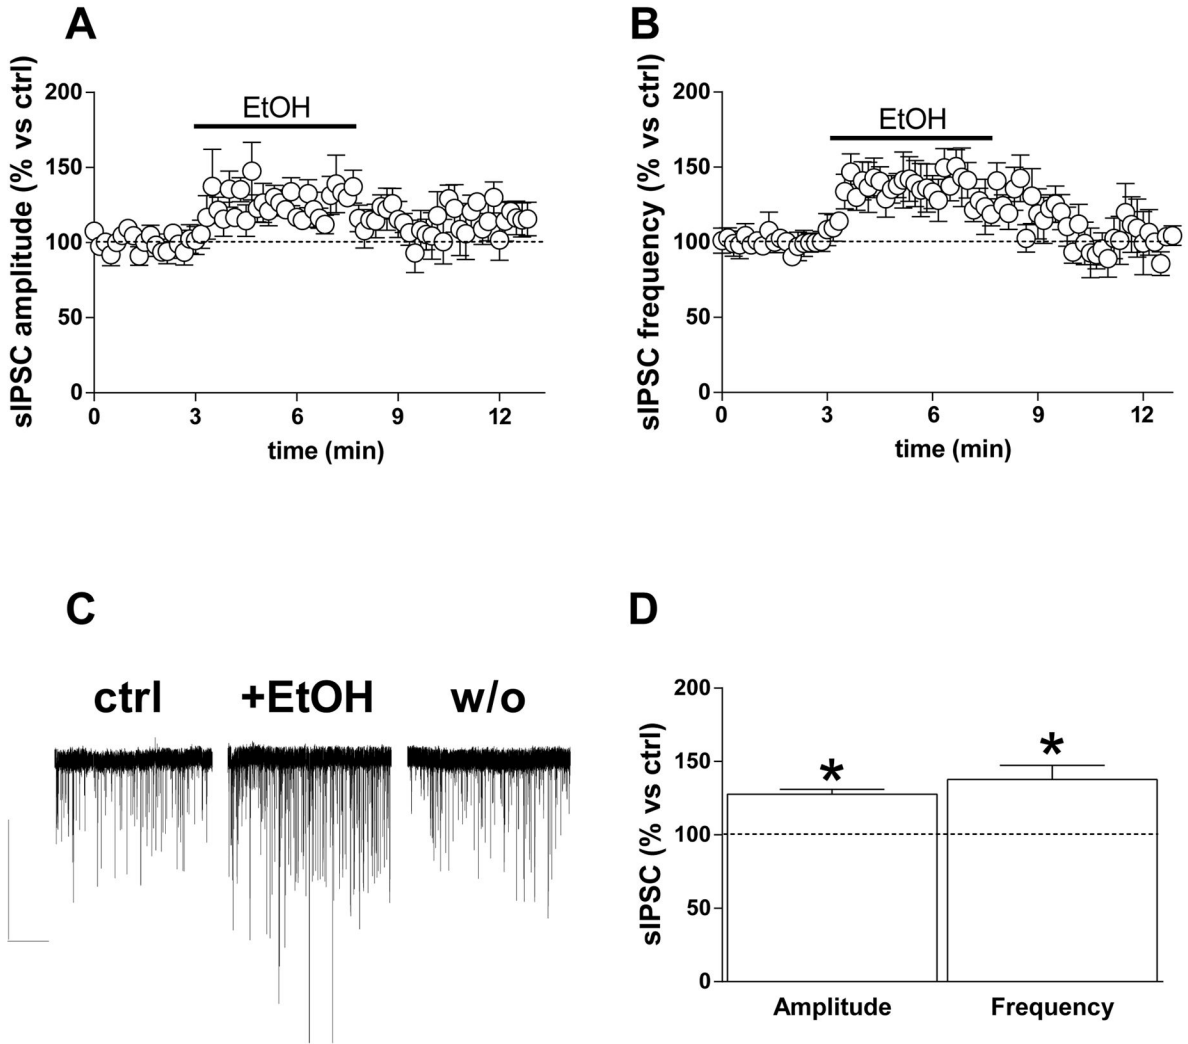 A
sIPSC amplitude (% vs ctrl)
200
150
100
50
0
EtOH
0 3 6 9 12
time (min)
B
sIPSC frequency (% vs ctrl)
200
150
100
50
0
EtOH
0 3 6 9 12
time (min)
C
ctrl +EtOH w/o
D
sIPSC (% vs ctrl)
200
150
100
50
0
* *
Amplitude Frequency